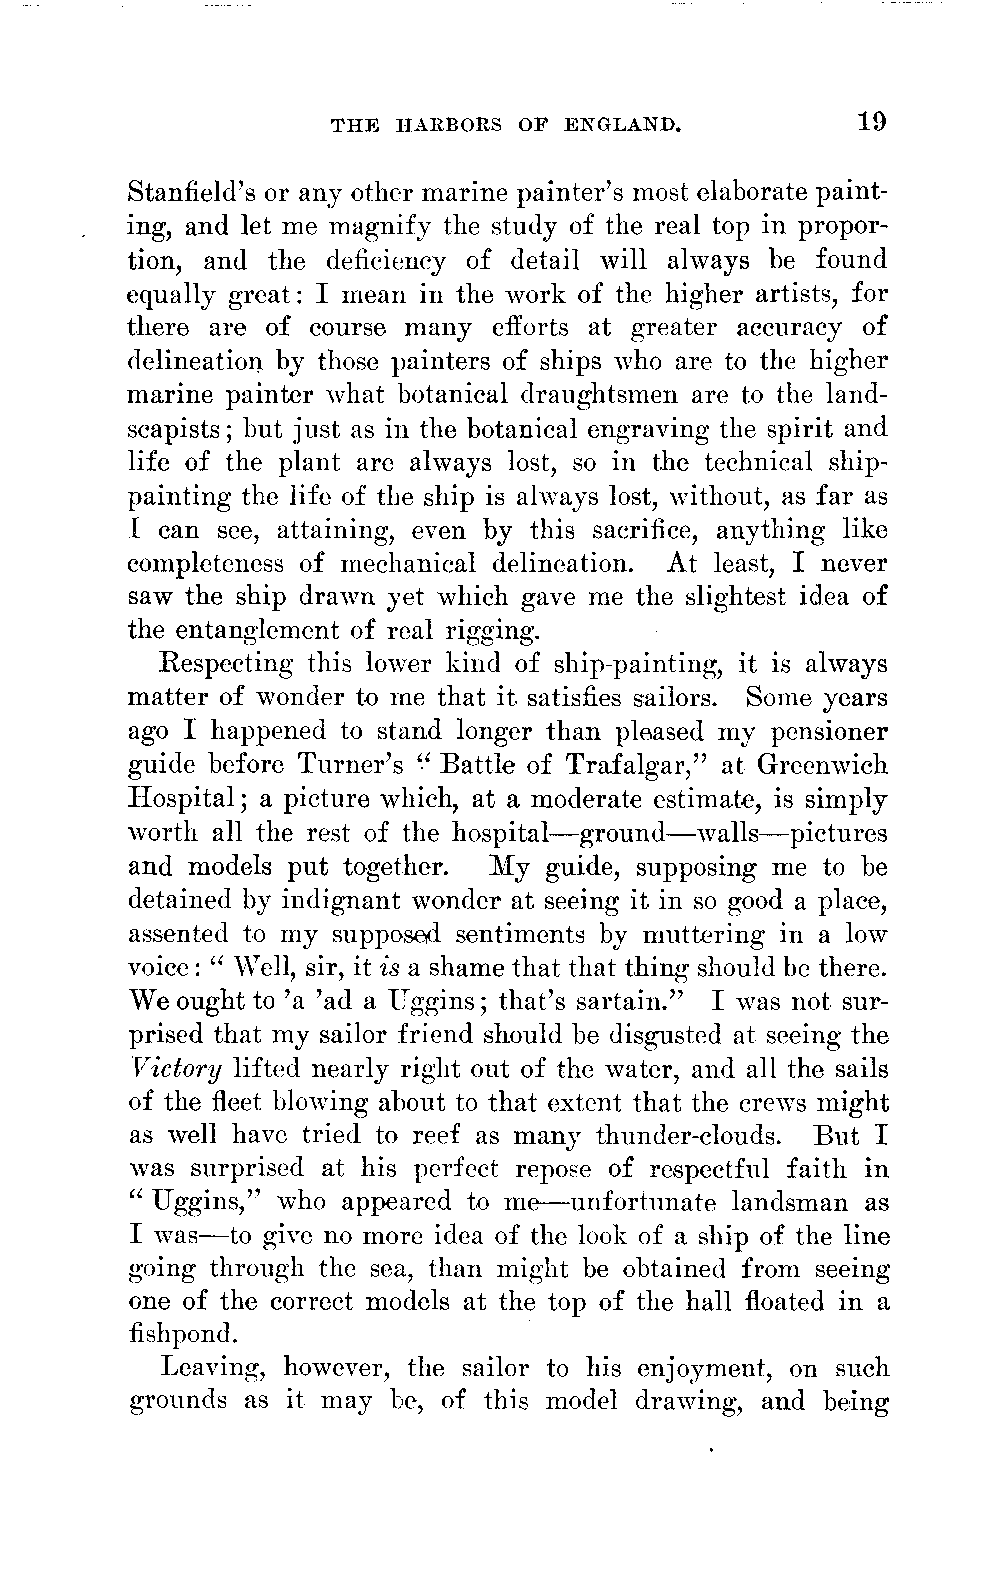 THE HARBORS OF ENGLAND. 19
Stanfield's or any other marine painter's most elaborate paint-
ing, and let me magnify the study of the real top in propor-
tion, and the deficiency of detail will always be found
equally great: I mean in the work of the higher artists, for
there are of course many efforts at greater accuracy of
delineation by those painters of ships who are to the higher
marine painter what botanical draughtsmen are to the land-
scapists; but just as in the botanical engraving the spirit and
life of the plant are always lost, so in the technical ship-
painting the life of the ship is always lost, without, as far as
I can see, attaining, even by this sacrifice, anything like
completeness of mechanical delineation. At least, I never
saw the ship drawn yet which gave me the slightest idea of
the entanglement of real rigging.
Respecting this lower kind of ship-painting, it is always
matter of wonder to me that it satisfies sailors. Some years
ago I happened to stand longer than pleased my pensioner
guide before Turner's "Battle of Trafalgar," at Greenwich
Hospital; a picture which, at a moderate estimate, is simply
worth all the rest of the hospital—ground—walls—pictures
and models put together. My guide, supposing me to be
detained by indignant wonder at seeing it in so good a place,
assented to my supposed sentiments by muttering in a low
voice: "Well, sir, it is a shame that that thing should be there.
We ought to 'a 'ad a Uggins; that's sartain." I was not sur-
prised that my sailor friend should be disgusted at seeing the
Victory lifted nearly right out of the water, and all the sails
of the fleet blowing about to that extent that the crews might
as well have tried to reef as many thunder-clouds. But I
was surprised at his perfect repose of respectful faith in
"Uggins," who appeared to me—unfortunate landsman as
I was—to give no more idea of the look of a ship of the line
going through the sea, than might be obtained from seeing
one of the correct models at the top of the hall floated in a
fishpond.
Leaving, however, the sailor to his enjoyment, on such
grounds as it may be, of this model drawing, and being